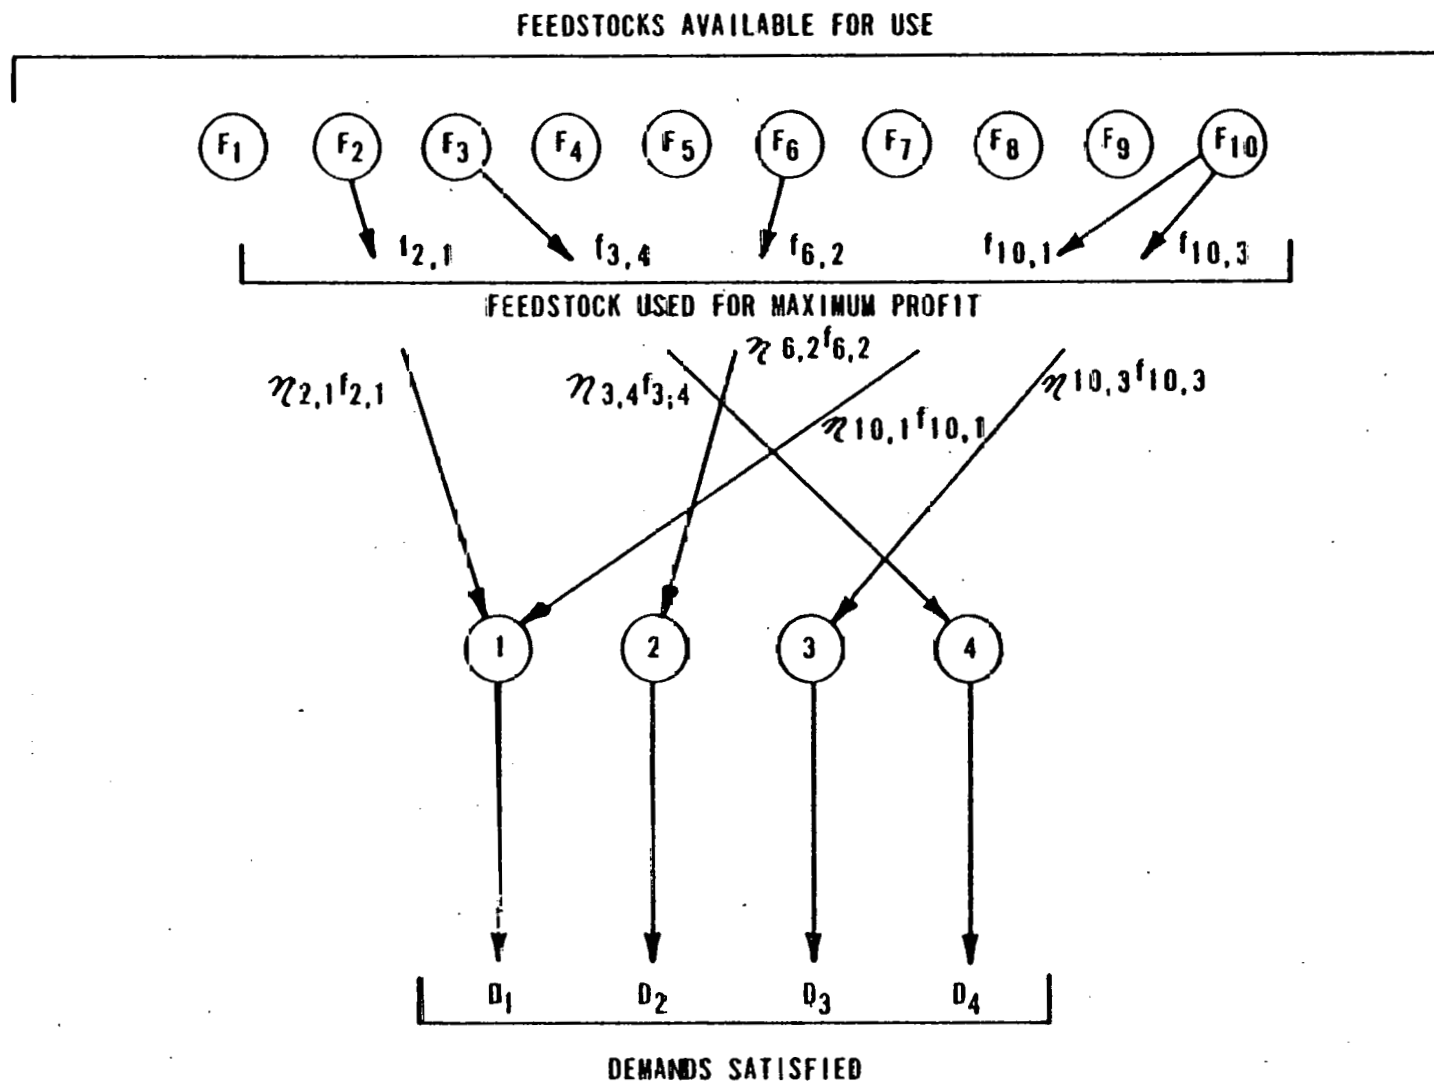 FEEDSTOCKS AVAILABLE FOR USE
F1 F2 F3 F4 F5 F6 F7 F8 F9 F10
f2,1 f3,4 f6,2 f10,1 f10,3
FEEDSTOCK USED FOR MAXIMUM PROFIT
η2,1f2,1 η3,4f3,4 η6,2f6,2 η10,1f10,1 η10,3f10,3
1 2 3 4
D1 D2 D3 D4
DEMANDS SATISFIED